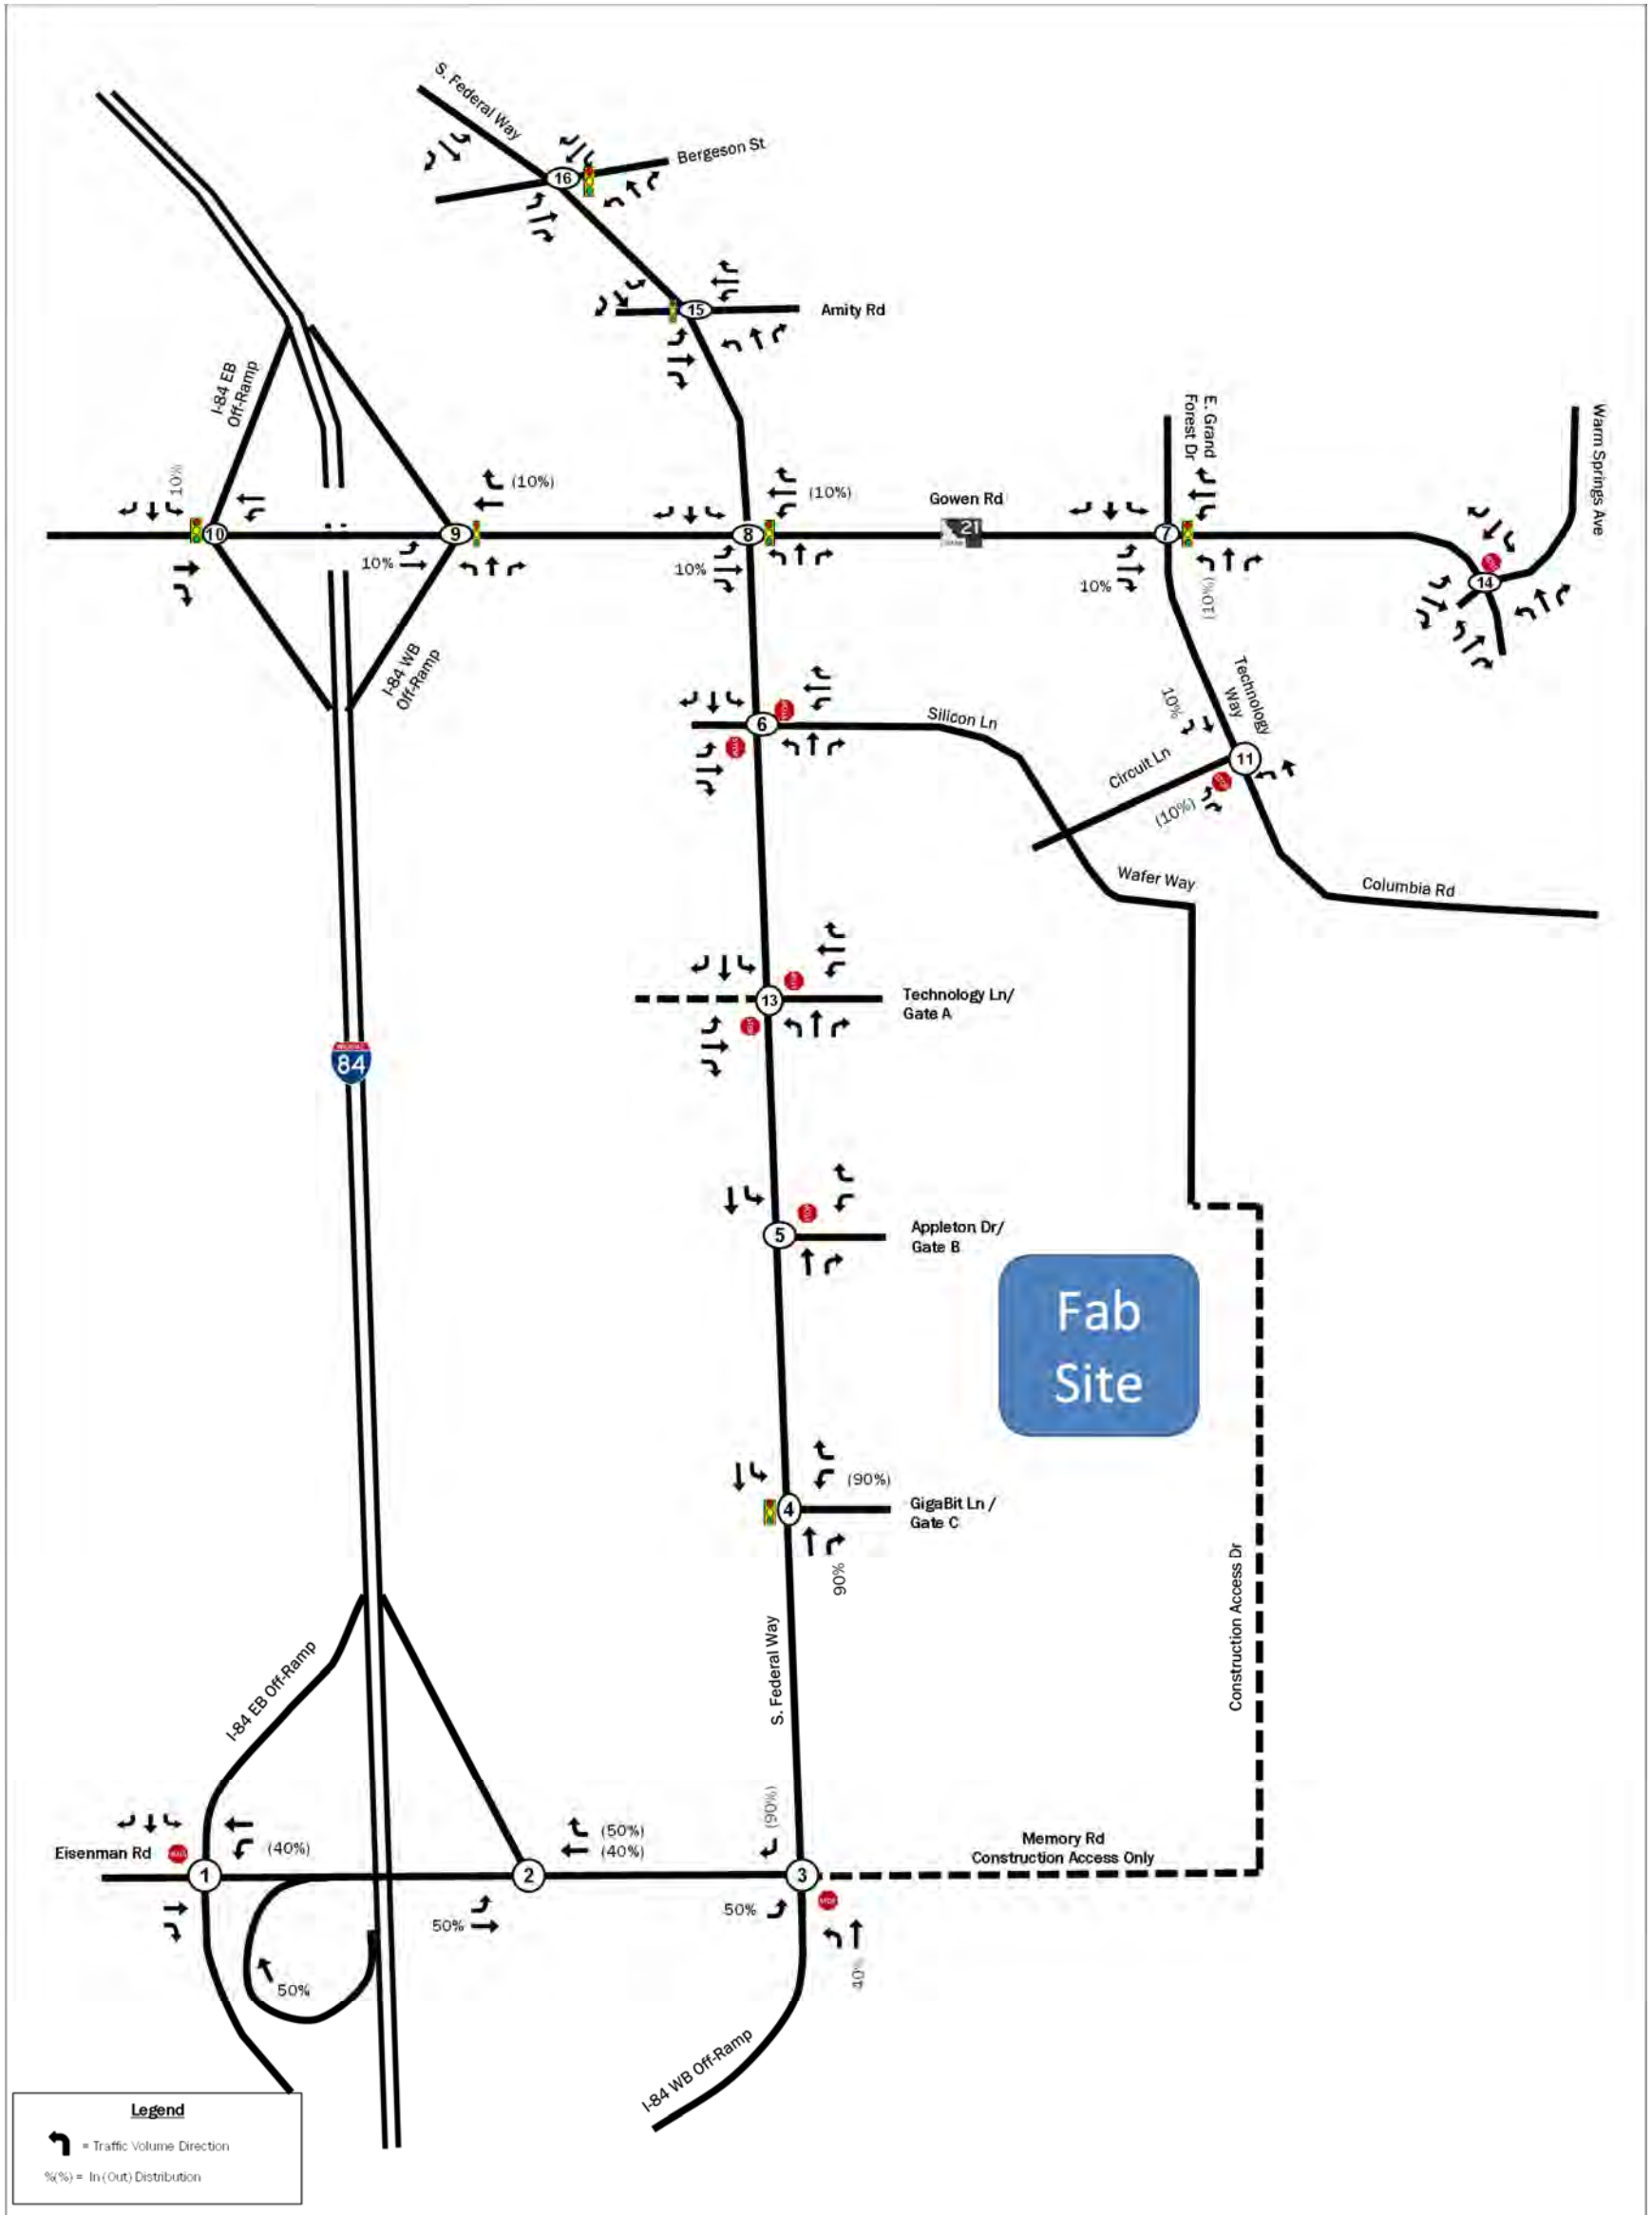 S. Federal Way
Bergeson St
16
15
Amity Rd
I-84 EB
Off-Ramp
E. Grand
Forest Dr
Warm Springs Ave
10%
(10%)
(10%)
Gowen Rd
21
10
9
8
7
10%
10%
10%
(10%)
14
I-84 WB
Off-Ramp
Technology
Way
10%
6
Silicon Ln
11
Circuit Ln
(10%)
Wafer Way
Columbia Rd
13
Technology Ln/
Gate A
84
5
Appleton Dr/
Gate B
Fab
Site
(90%)
4
GigaBit Ln /
Gate C
90%
Construction Access Dr
S. Federal Way
I-84 EB Off-Ramp
(90%)
(50%)
(40%)
(40%)
Eisenman Rd
Memory Rd
Construction Access Only
1
2
3
50%
50%
40%
50%
I-84 WB Off-Ramp
Legend
= Traffic Volume Direction
%(%) = In (Out) Distribution